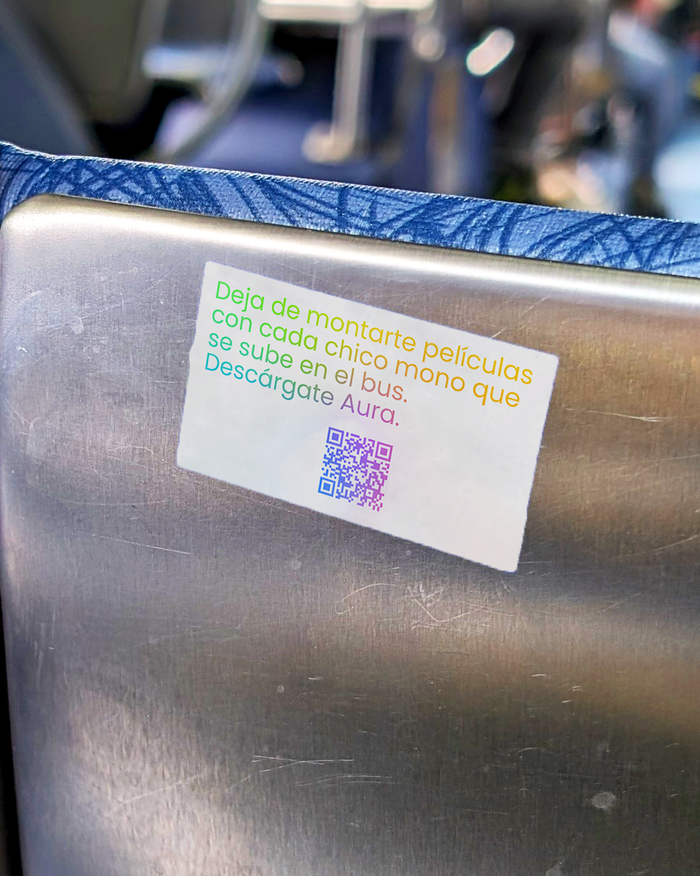 Deja de montarte películas
con cada chico mono que
se sube en el bus.
Descárgate Aura.